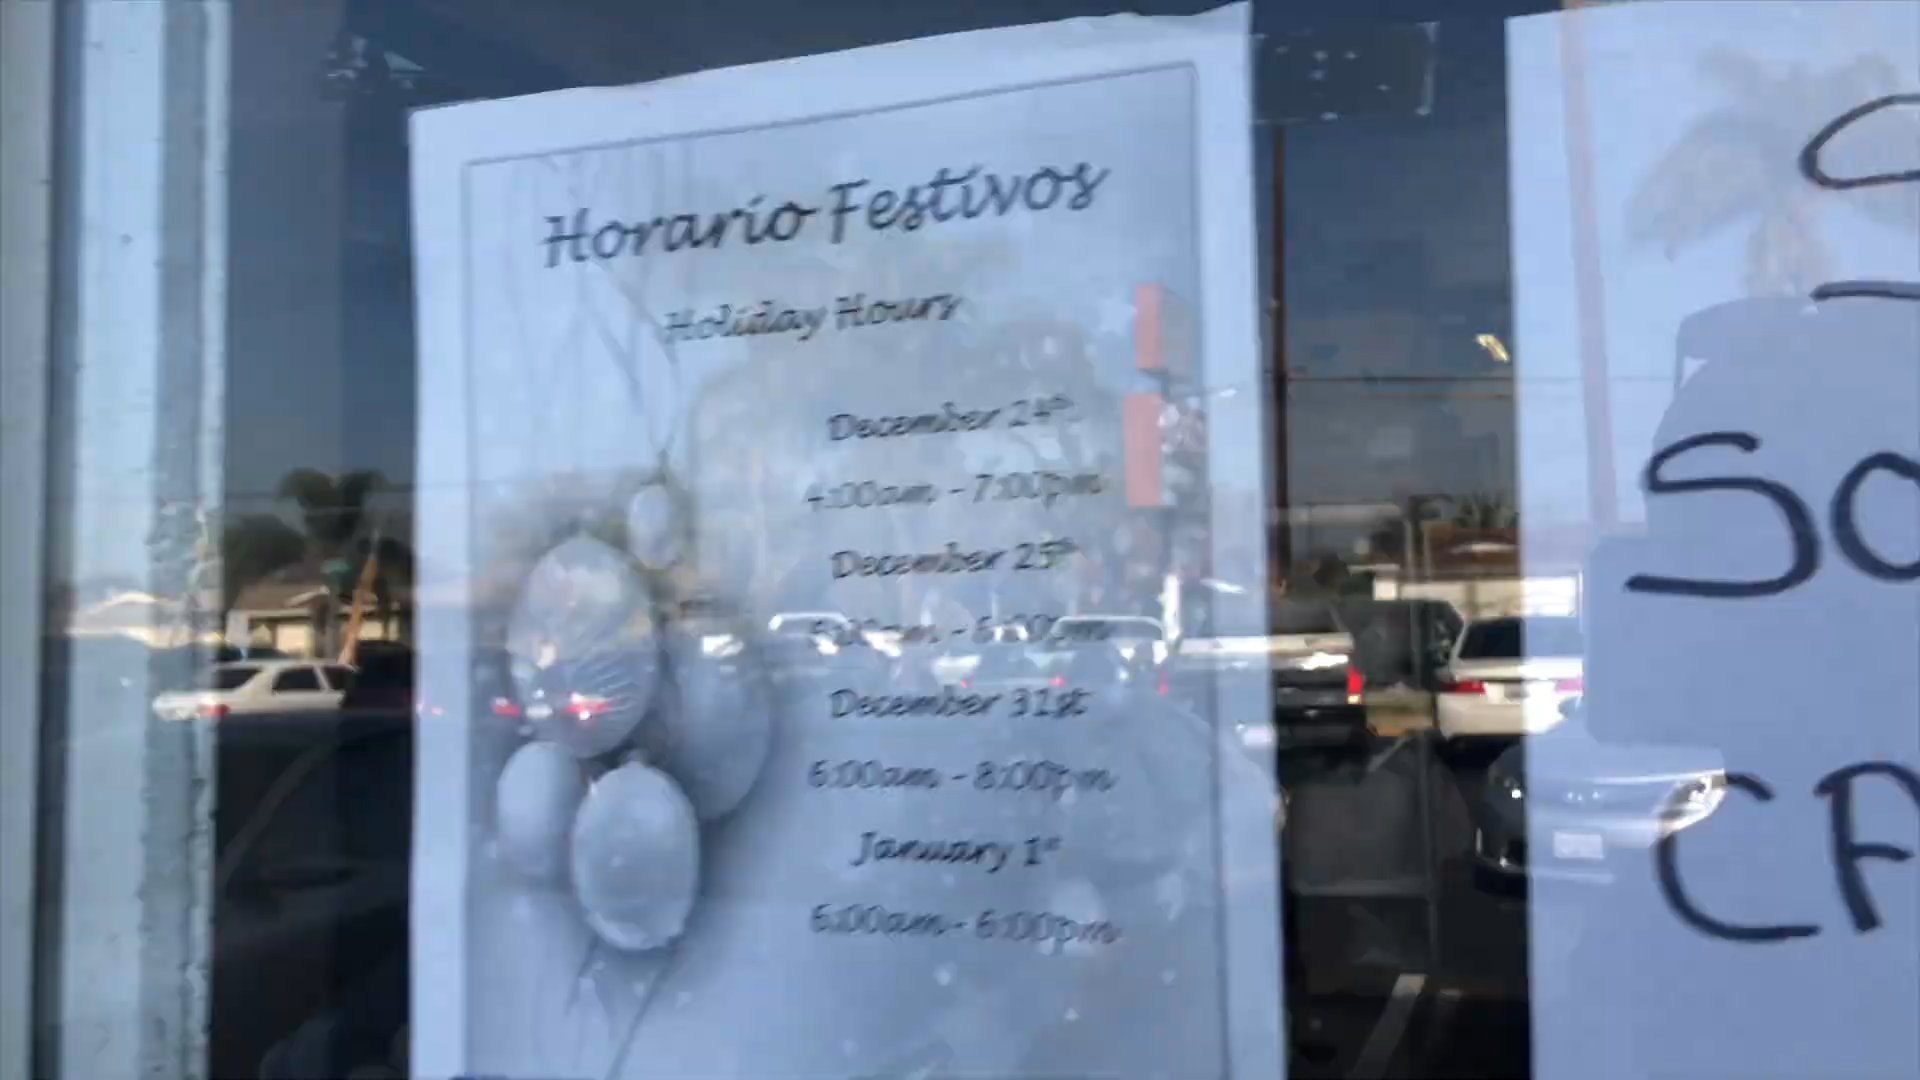 Horario Festivos
Holiday Hours
December 24th
4:00am - 7:00pm
December 25th
6:00am - 6:00pm
December 31st
6:00am - 8:00pm
January 1st
6:00am - 6:00pm
SO